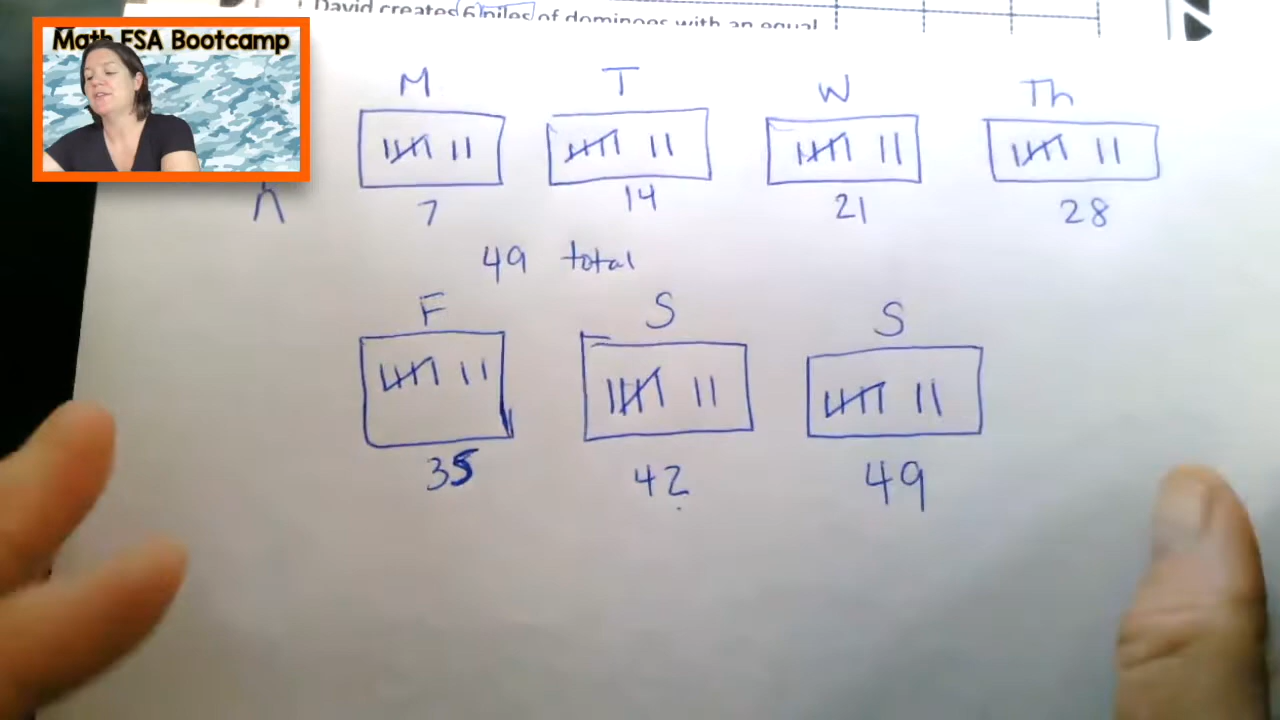 David creates 6 piles of dominoes with an equal
Math FSA Bootcamp
M T W Th
7 14 21 28
49 total
F S S
35 42 49